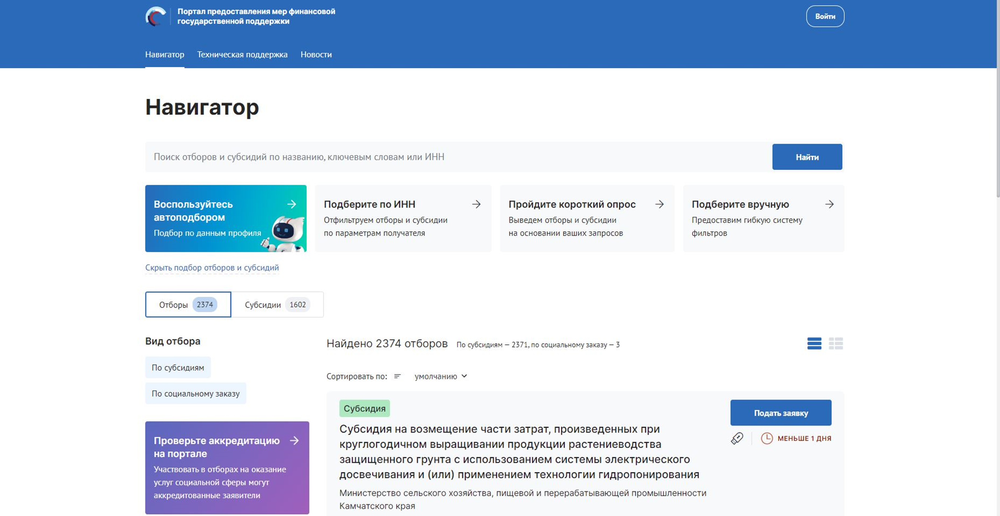 Портал предоставления мер финансовой
государственной поддержки
Войти
Навигатор
Техническая поддержка
Новости
Навигатор
Поиск отборов и субсидий по названию, ключевым словам или ИНН
Найти
Воспользуйтесь
автоподбором
Подбор по данным профиля
Подберите по ИНН
Отфильтруем отборы и субсидии
по параметрам получателя
Пройдите короткий опрос
Выведем отборы и субсидии
на основании ваших запросов
Подберите вручную
Предоставим гибкую систему
фильтров
Скрыть подбор отборов и субсидий
Отборы 2374
Субсидии 1602
Вид отбора
По субсидиям
По социальному заказу
Проверьте аккредитацию
на портале
Участвовать в отборах на оказание
услуг социальной сферы могут
аккредитованные заявители
Найдено 2374 отборов
По субсидиям – 2371, по социальному заказу – 3
Сортировать по: умолчанию
Субсидия
Субсидия на возмещение части затрат, произведенных при
круглогодичном выращивании продукции растениеводства
защищенного грунта с использованием системы электрического
досвечивания и (или) применением технологии гидропонирования
Министерство сельского хозяйства, пищевой и перерабатывающей промышленности
Камчатского края
Подать заявку
МЕНЬШЕ 1 ДНЯ